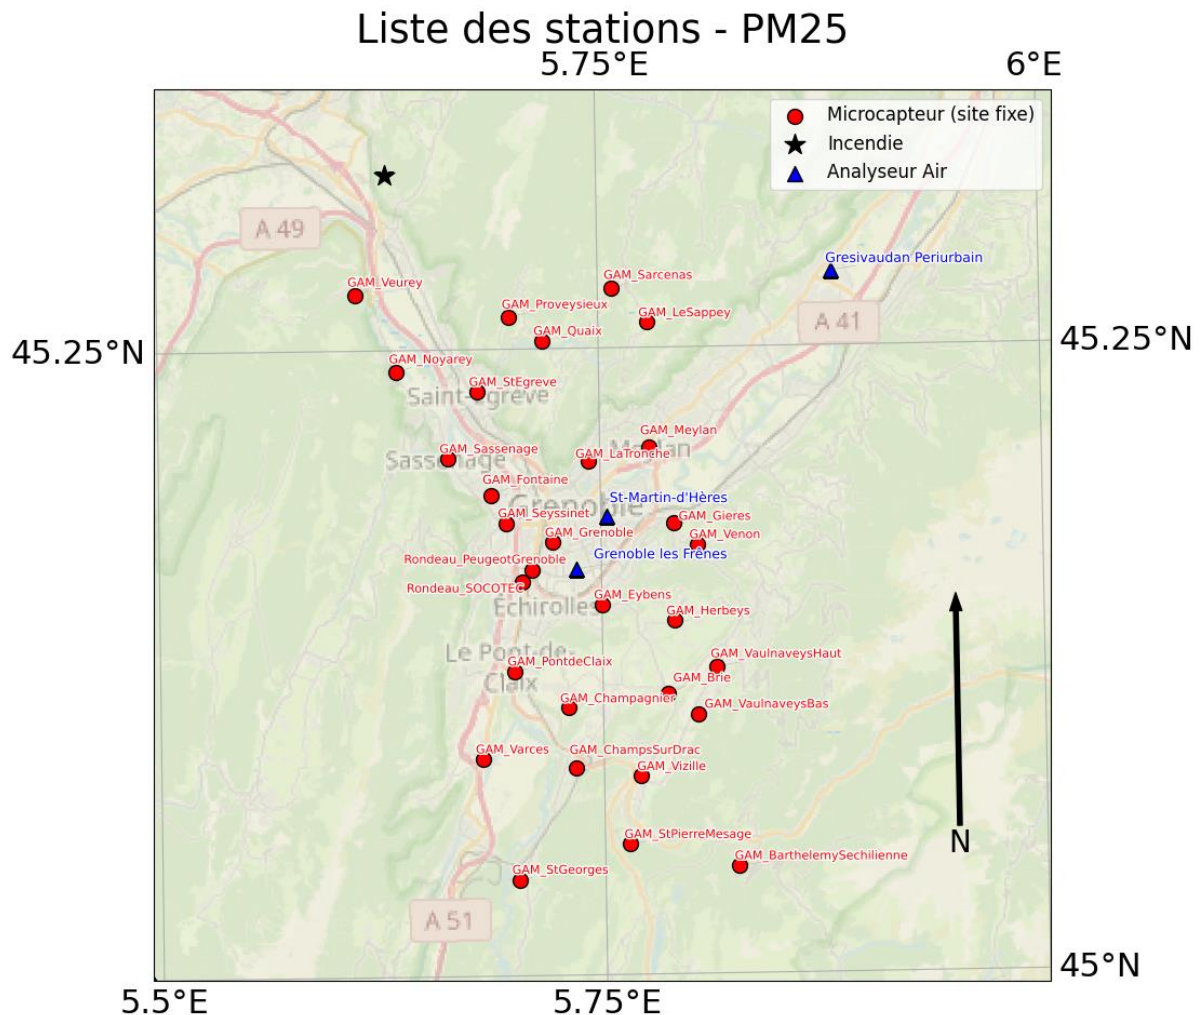 Liste des stations - PM25
5.75°E
6°E
Microcapteur (site fixe)
Incendie
Analyseur Air
A 49
Gresivaudan Periurbain
GAM_Sarcenas
GAM_Veurey
GAM_Proveysieux
GAM_LeSappey
A 41
GAM_Quaix
45.25°N
45.25°N
GAM_Noyarey
GAM_StEgreve
Saint-Égrève
GAM_Meylan
Meylan
GAM_Sassenage
GAM_LaTronche
Sassenage
GAM_Fontaine
St-Martin-d'Hères
Grenoble
GAM_Seyssinet
GAM_Gieres
GAM_Grenoble
GAM_Venon
Rondeau_PeugeotGrenoble
Grenoble les Frênes
Rondeau_SOCOTEC
GAM_Eybens
Échirolles
GAM_Herbeys
Le Pont-de-
Claix
GAM_PontdeClaix
GAM_VaulnaveysHaut
GAM_Brie
GAM_Champagnier
GAM_VaulnaveysBas
GAM_Varces
GAM_ChampsSurDrac
GAM_Vizille
GAM_StPierreMesage
N
GAM_BarthelemySechilienne
GAM_StGeorges
A 51
45°N
5.5°E
5.75°E